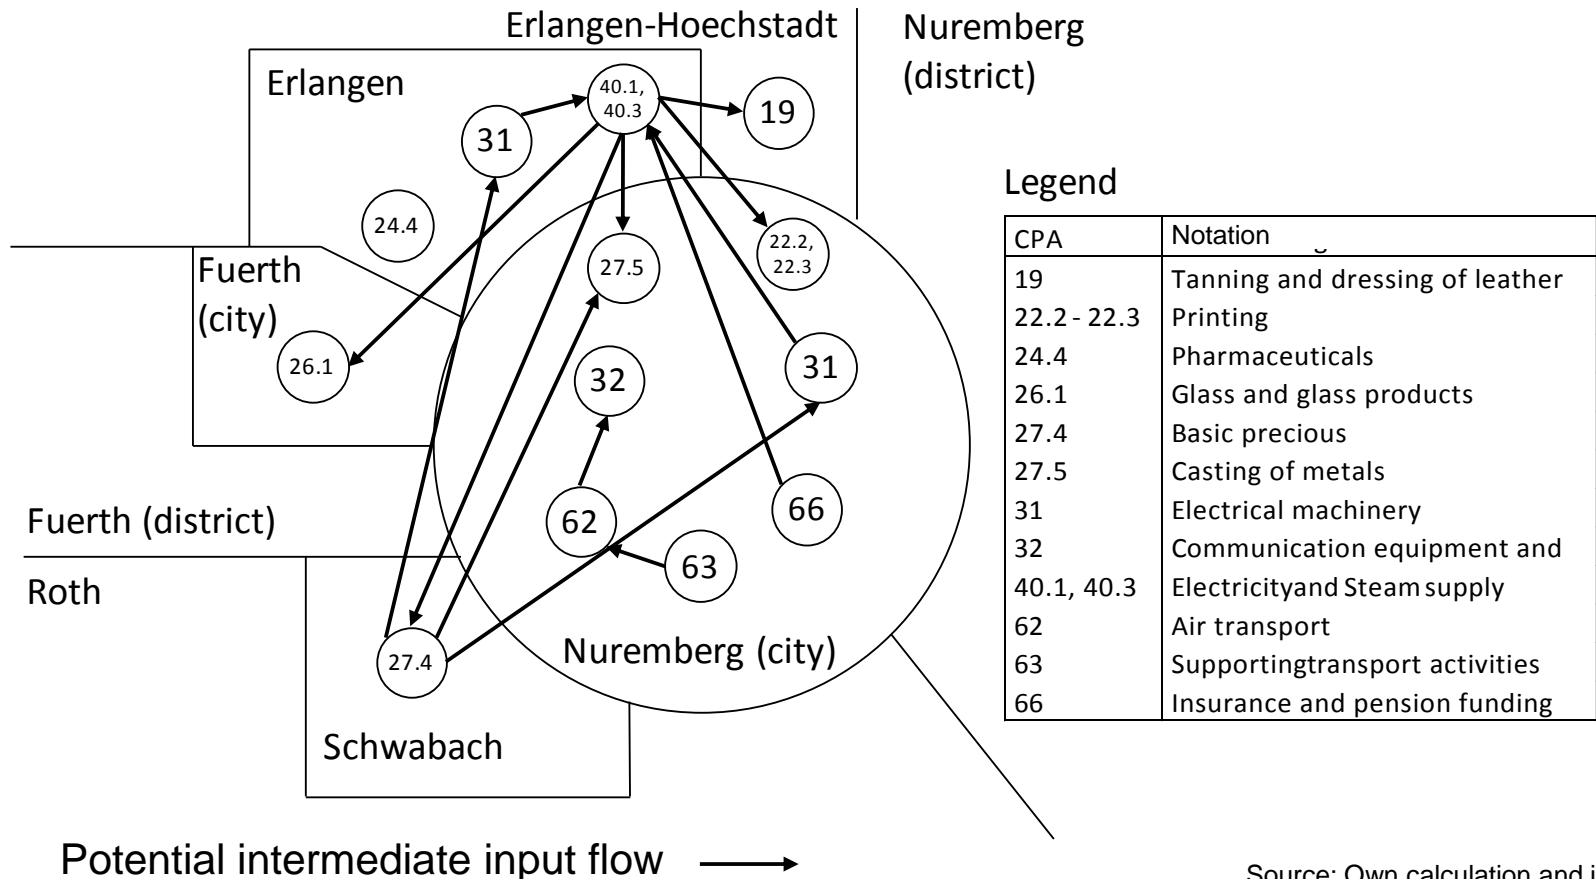 Erlangen-Hoechstadt
Nuremberg
(district)
Erlangen
40.1,
40.3
19
31
24.4
22.2,
22.3
27.5
Fuerth
(city)
26.1
32
31
62
66
63
Fuerth (district)
Roth
27.4
Nuremberg (city)
Schwabach
Legend
CPA Notation
19 Tanning and dressing of leather
22.2 - 22.3 Printing
24.4 Pharmaceuticals
26.1 Glass and glass products
27.4 Basic precious
27.5 Casting of metals
31 Electrical machinery
32 Communication equipment and
40.1, 40.3 Electricityand Steam supply
62 Air transport
63 Supportingtransport activities
66 Insurance and pension funding
Potential intermediate input flow
Source: Own calculation and